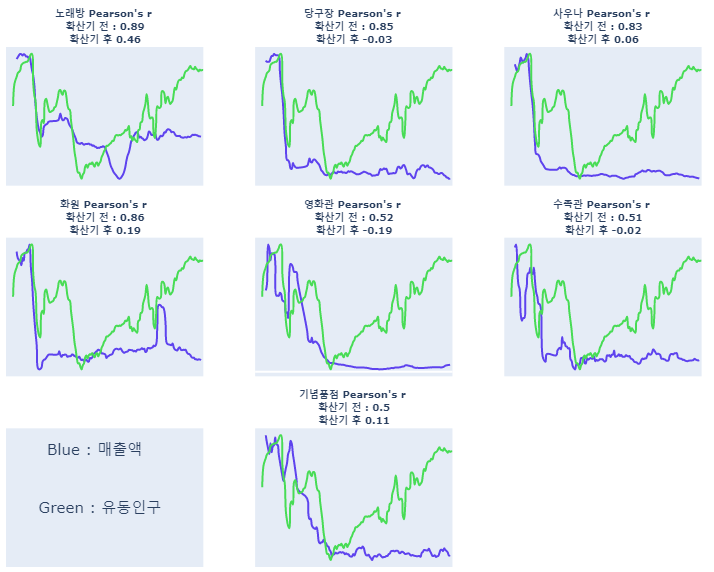 노래방 Pearson's r
확산기 전 : 0.89
확산기 후 0.46
당구장 Pearson's r
확산기 전 : 0.85
확산기 후 -0.03
사우나 Pearson's r
확산기 전 : 0.83
확산기 후 0.06
화원 Pearson's r
확산기 전 : 0.86
확산기 후 0.19
영화관 Pearson's r
확산기 전 : 0.52
확산기 후 -0.19
수족관 Pearson's r
확산기 전 : 0.51
확산기 후 -0.02
기념품점 Pearson's r
확산기 전 : 0.5
확산기 후 0.11
Blue : 매출액
Green : 유동인구